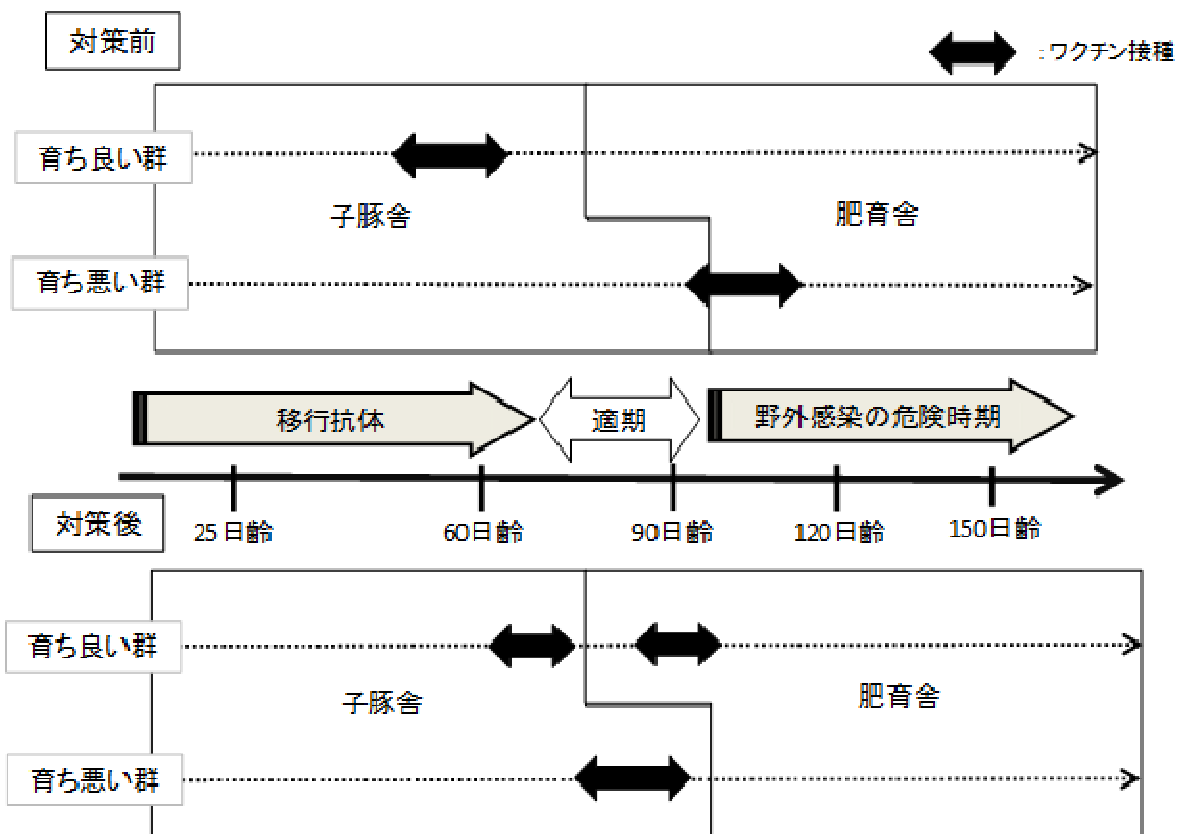 対策前
:ワクチン接種
育ち良い群
子豚舎
肥育舎
育ち悪い群
移行抗体
適期
野外感染の危険時期
対策後
25日齢
60日齢
90日齢
120日齢
150日齢
育ち良い群
子豚舎
肥育舎
育ち悪い群